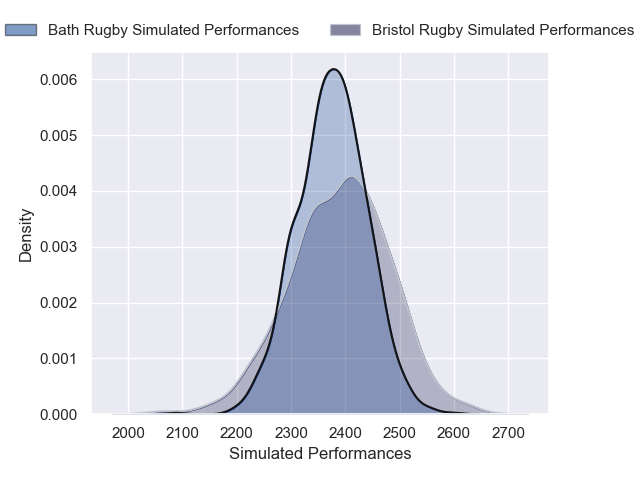 Bath Rugby Simulated Performances Bristol Rugby Simulated Performances
0.006
0.005
0.004
0.003
0.002
0.001
0.000
Density
2000 2100 2200 2300 2400 2500 2600 2700
Simulated Performances